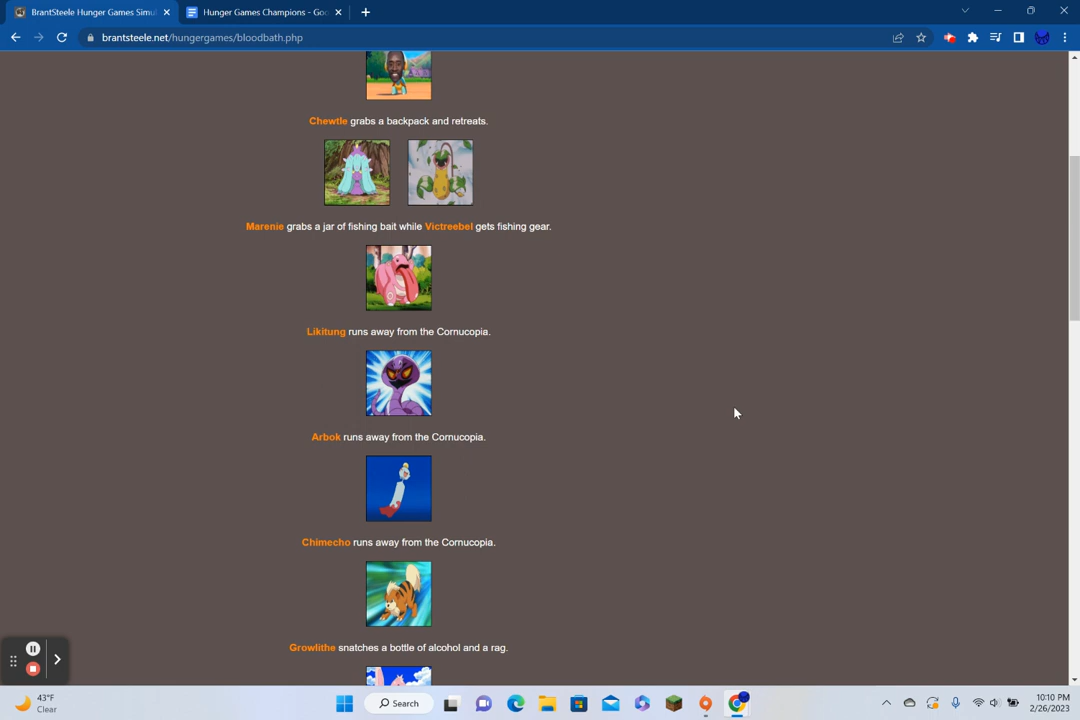 BrantSteele Hunger Games Simul
Hunger Games Champions - Goo
brantsteele.net/hungergames/bloodbath.php
Chewtle grabs a backpack and retreats.
Marenie grabs a jar of fishing bait while Victreebel gets fishing gear.
Likitung runs away from the Cornucopia.
Arbok runs away from the Cornucopia.
Chimecho runs away from the Cornucopia.
Growlithe snatches a bottle of alcohol and a rag.
43°F
Clear
Search
10:10 PM
2/26/2023